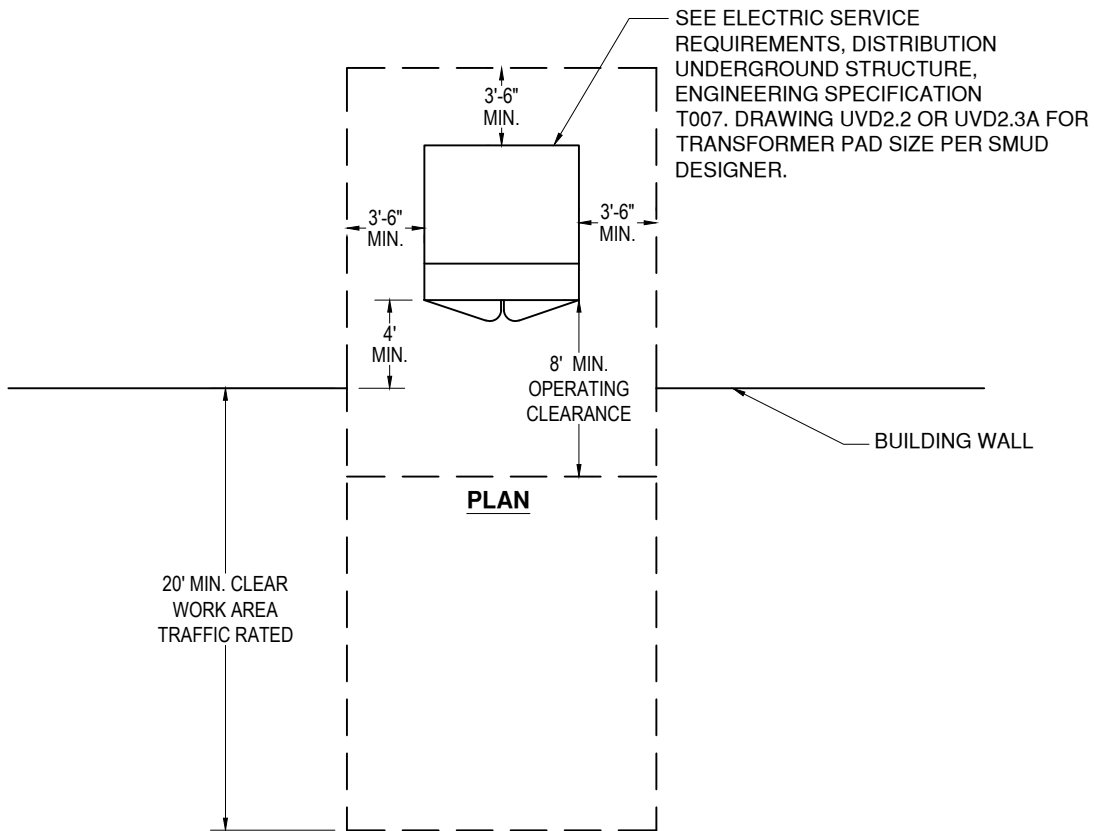 SEE ELECTRIC SERVICE
REQUIREMENTS, DISTRIBUTION
UNDERGROUND STRUCTURE,
ENGINEERING SPECIFICATION
T007. DRAWING UVD2.2 OR UVD2.3A FOR
TRANSFORMER PAD SIZE PER SMUD
DESIGNER.
3'-6"
MIN.
3'-6"
MIN.
3'-6"
MIN.
4'
MIN.
8' MIN.
OPERATING
CLEARANCE
BUILDING WALL
PLAN
20' MIN. CLEAR
WORK AREA
TRAFFIC RATED